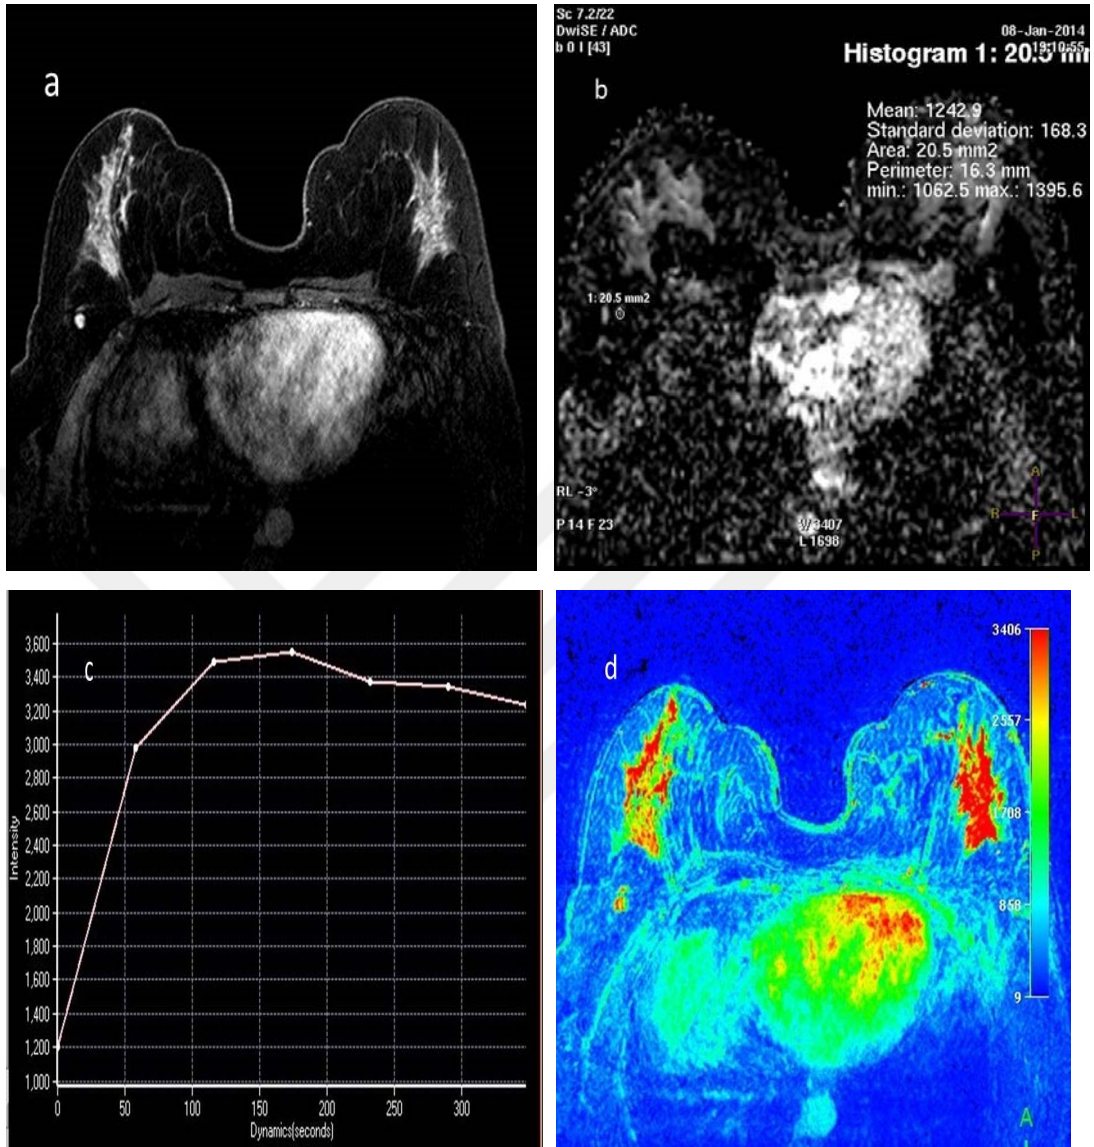 a
Sc 7.2/22
DwiSE / ADC
b 0 I [43]
08-Jan-2014
19:10:55
Histogram 1: 20.5 mm
b
Mean: 1242.9
Standard deviation: 168.3
Area: 20.5 mm2
Perimeter: 16.3 mm
min.: 1062.5 max.: 1395.6
1: 20.5 mm2
RL -3°
P 14 F 23
W 3407
L 1698
A
R F L
P
c
3,600
3,400
3,200
3,000
2,800
2,600
2,400
2,200
2,000
1,800
1,600
1,400
1,200
1,000
Intensity
0 50 100 150 200 250 300
Dynamics(seconds)
d
3406
2557
1708
858
9
A